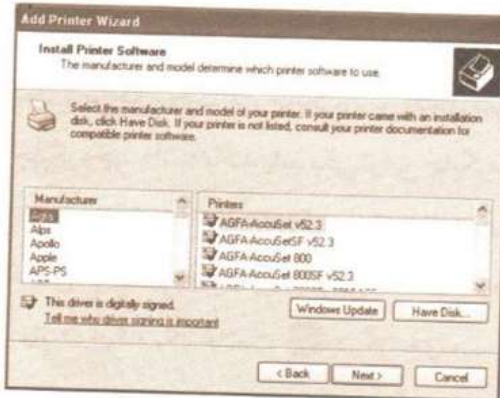 Add Printer Wizard
Install Printer Software
The manufacturer and model determine which printer software to use.
Select the manufacturer and model of your printer. If your printer came with an installation
disk, click Have Disk. If your printer is not listed, consult your printer documentation for
compatible printer software.
Manufacturer
Agfa
Alps
Apollo
Apple
APS-PS
Printers
AGFA-AccuSet v52.3
AGFA-AccuSetSF v52.3
AGFA-AccuSet 800
AGFA-AccuSet 800SF v52.3
This driver is digitally signed.
Tell me why driver signing is important
Windows Update
Have Disk...
< Back
Next >
Cancel